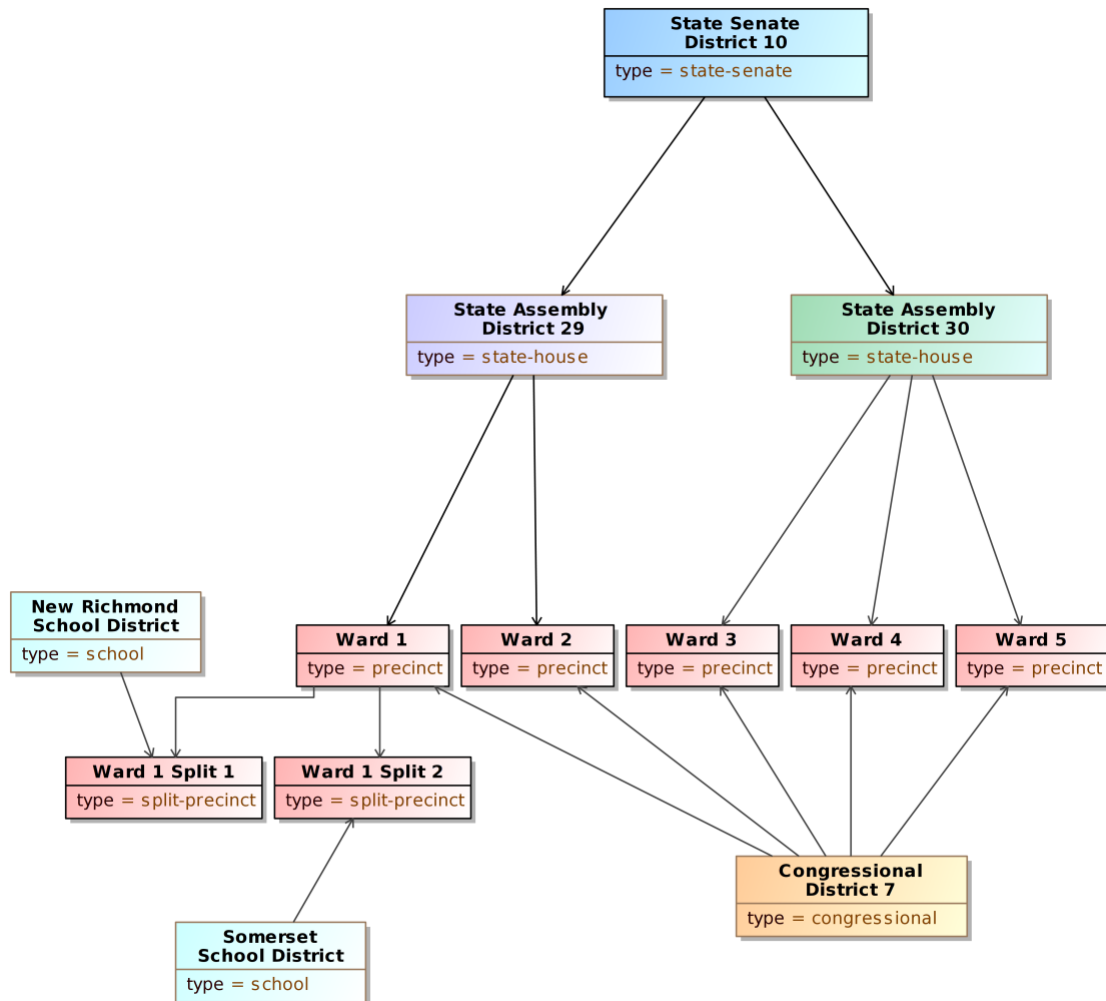 State Senate
District 10
type = state-senate
State Assembly
District 29
type = state-house
State Assembly
District 30
type = state-house
New Richmond
School District
type = school
Ward 1
type = precinct
Ward 2
type = precinct
Ward 3
type = precinct
Ward 4
type = precinct
Ward 5
type = precinct
Ward 1 Split 1
type = split-precinct
Ward 1 Split 2
type = split-precinct
Congressional
District 7
type = congressional
Somerset
School District
type = school